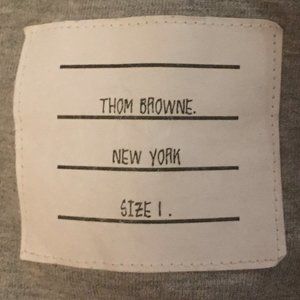 THOM BROWNE.
NEW YORK
SIZE 1.